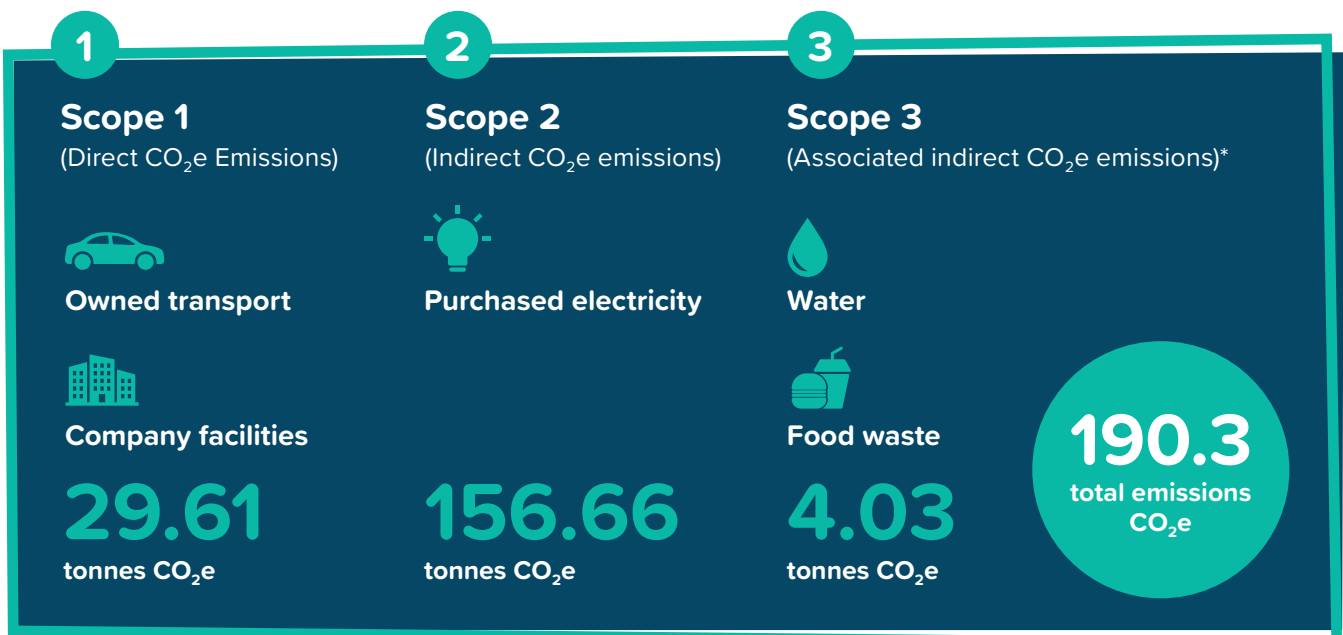 1
Scope 1
(Direct CO₂e Emissions)
Owned transport
Company facilities
29.61
tonnes CO₂e
2
Scope 2
(Indirect CO₂e emissions)
Purchased electricity
156.66
tonnes CO₂e
3
Scope 3
(Associated indirect CO₂e emissions)*
Water
Food waste
4.03
tonnes CO₂e
190.3
total emissions
CO₂e